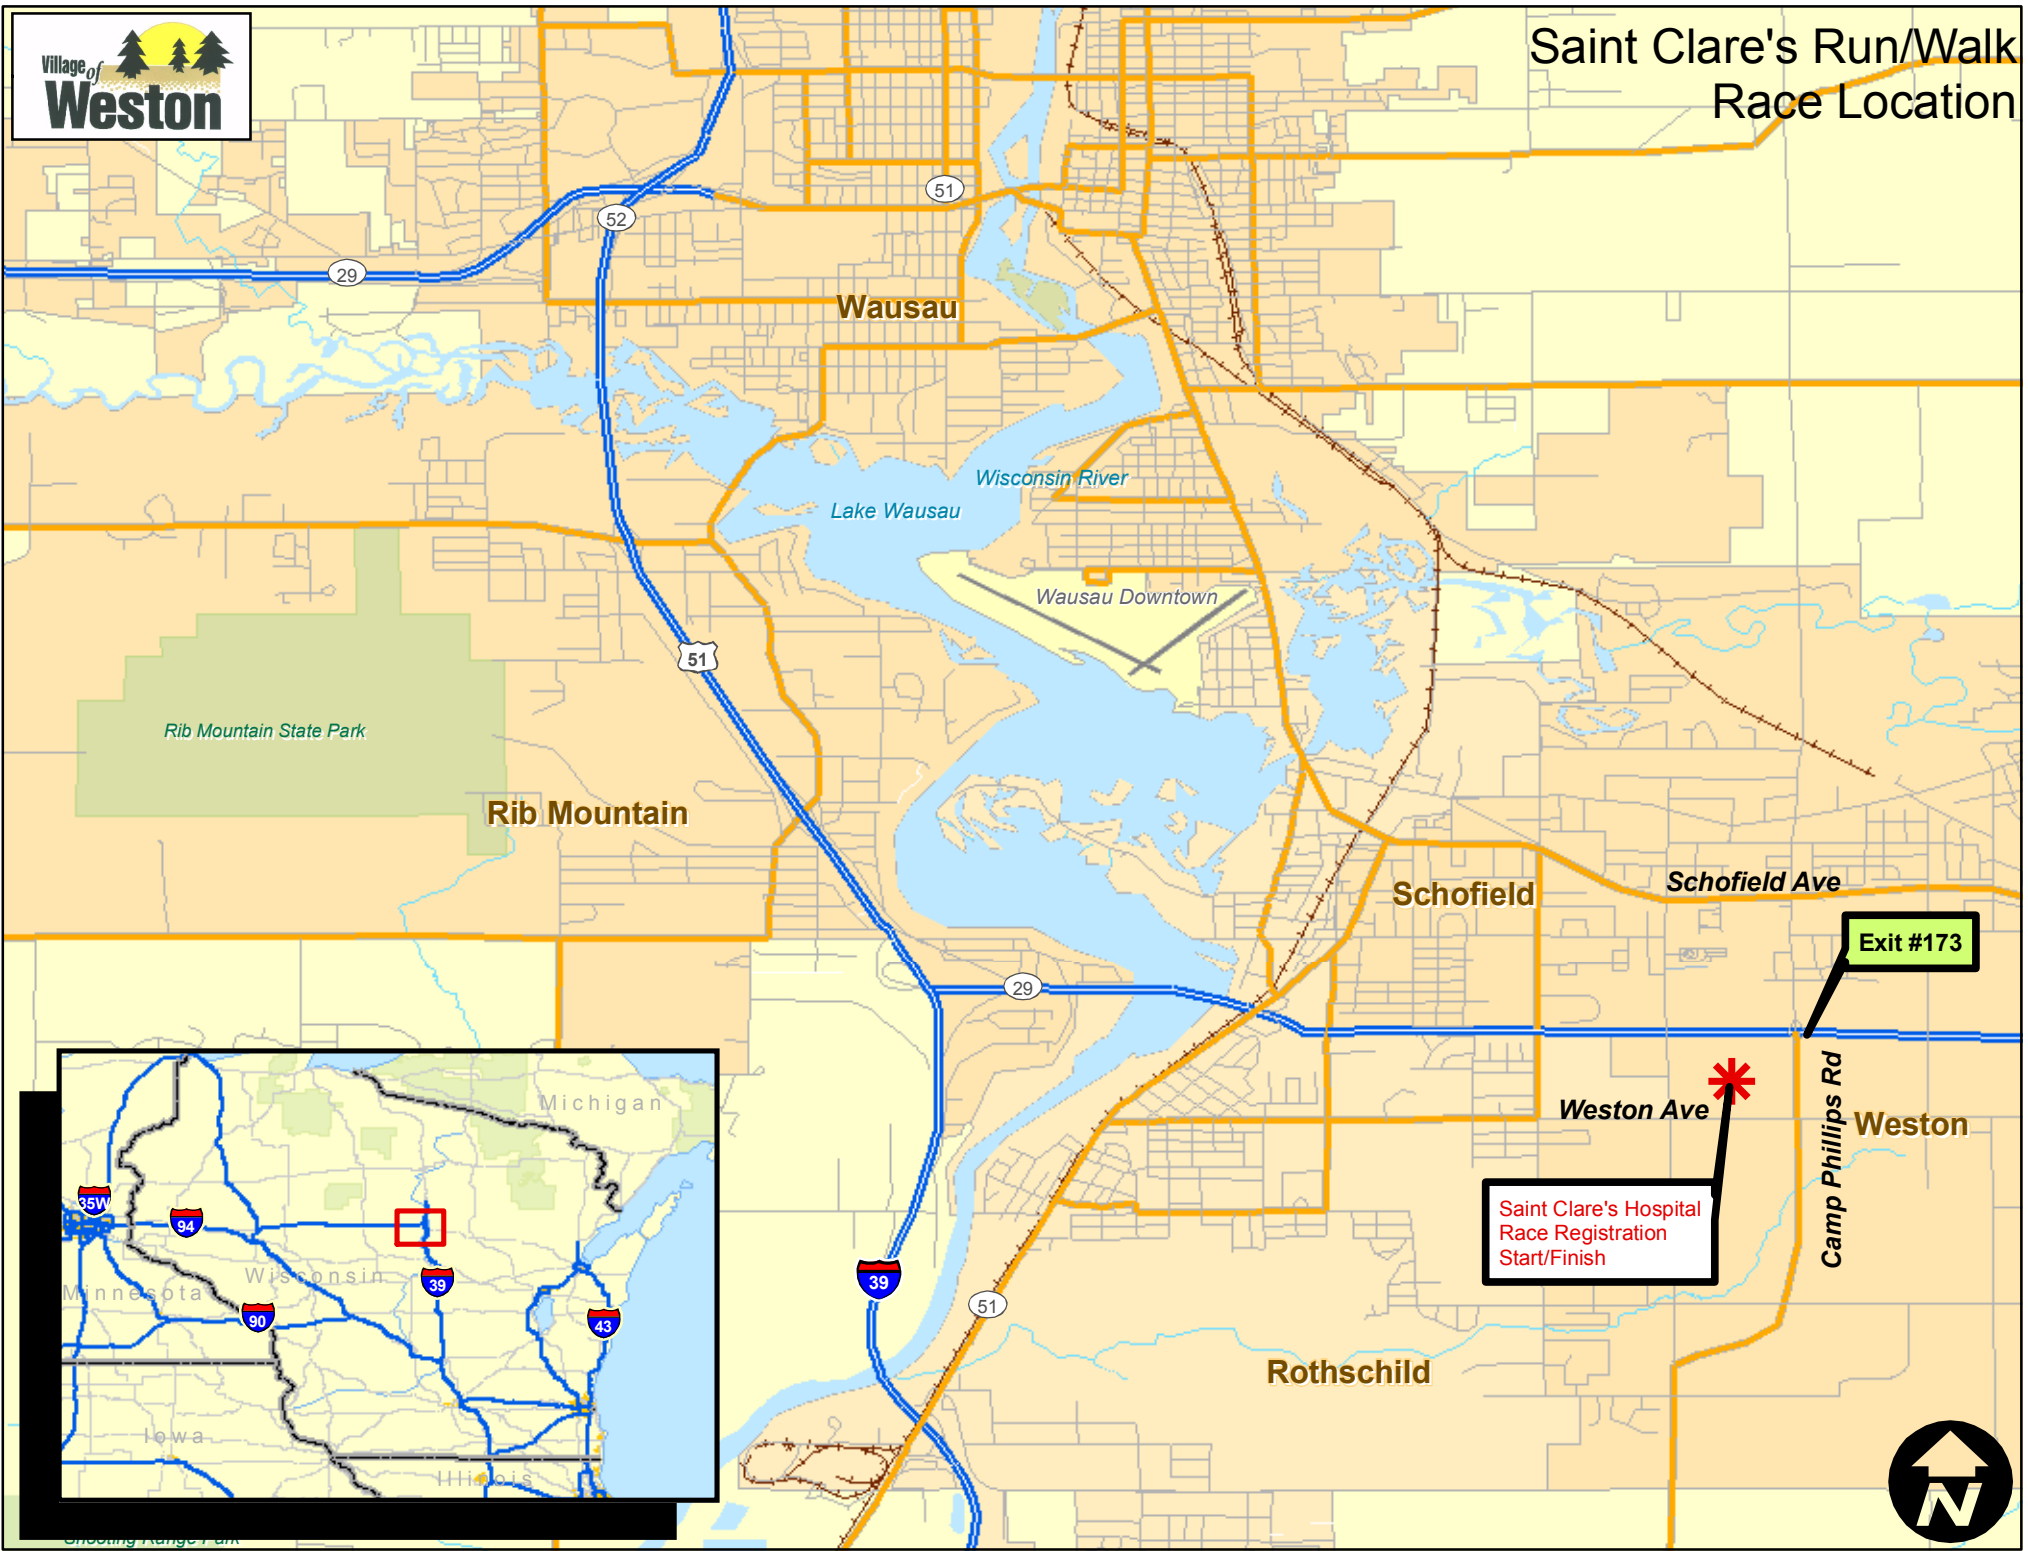 Village of
Weston
Saint Clare's Run/Walk
Race Location
51
52
29
Wausau
Wisconsin River
Lake Wausau
Wausau Downtown
51
Rib Mountain State Park
Rib Mountain
Schofield
Schofield Ave
Exit #173
29
Weston Ave
Camp Phillips Rd
Weston
Saint Clare's Hospital
Race Registration
Start/Finish
39
51
Rothschild
Michigan
35W
94
Wisconsin
39
Minnesota
90
43
Iowa
Illinois
Shooting Range Park
N